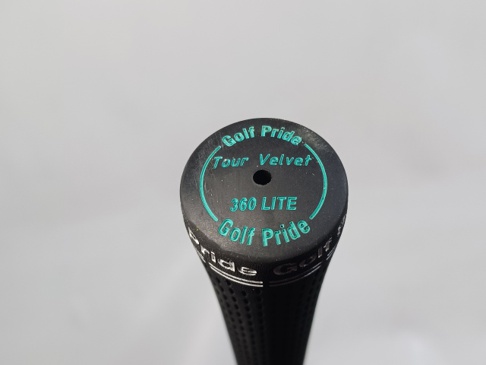 Golf Pride
Tour Velvet
360 LITE
Golf Pride
Pride Golf